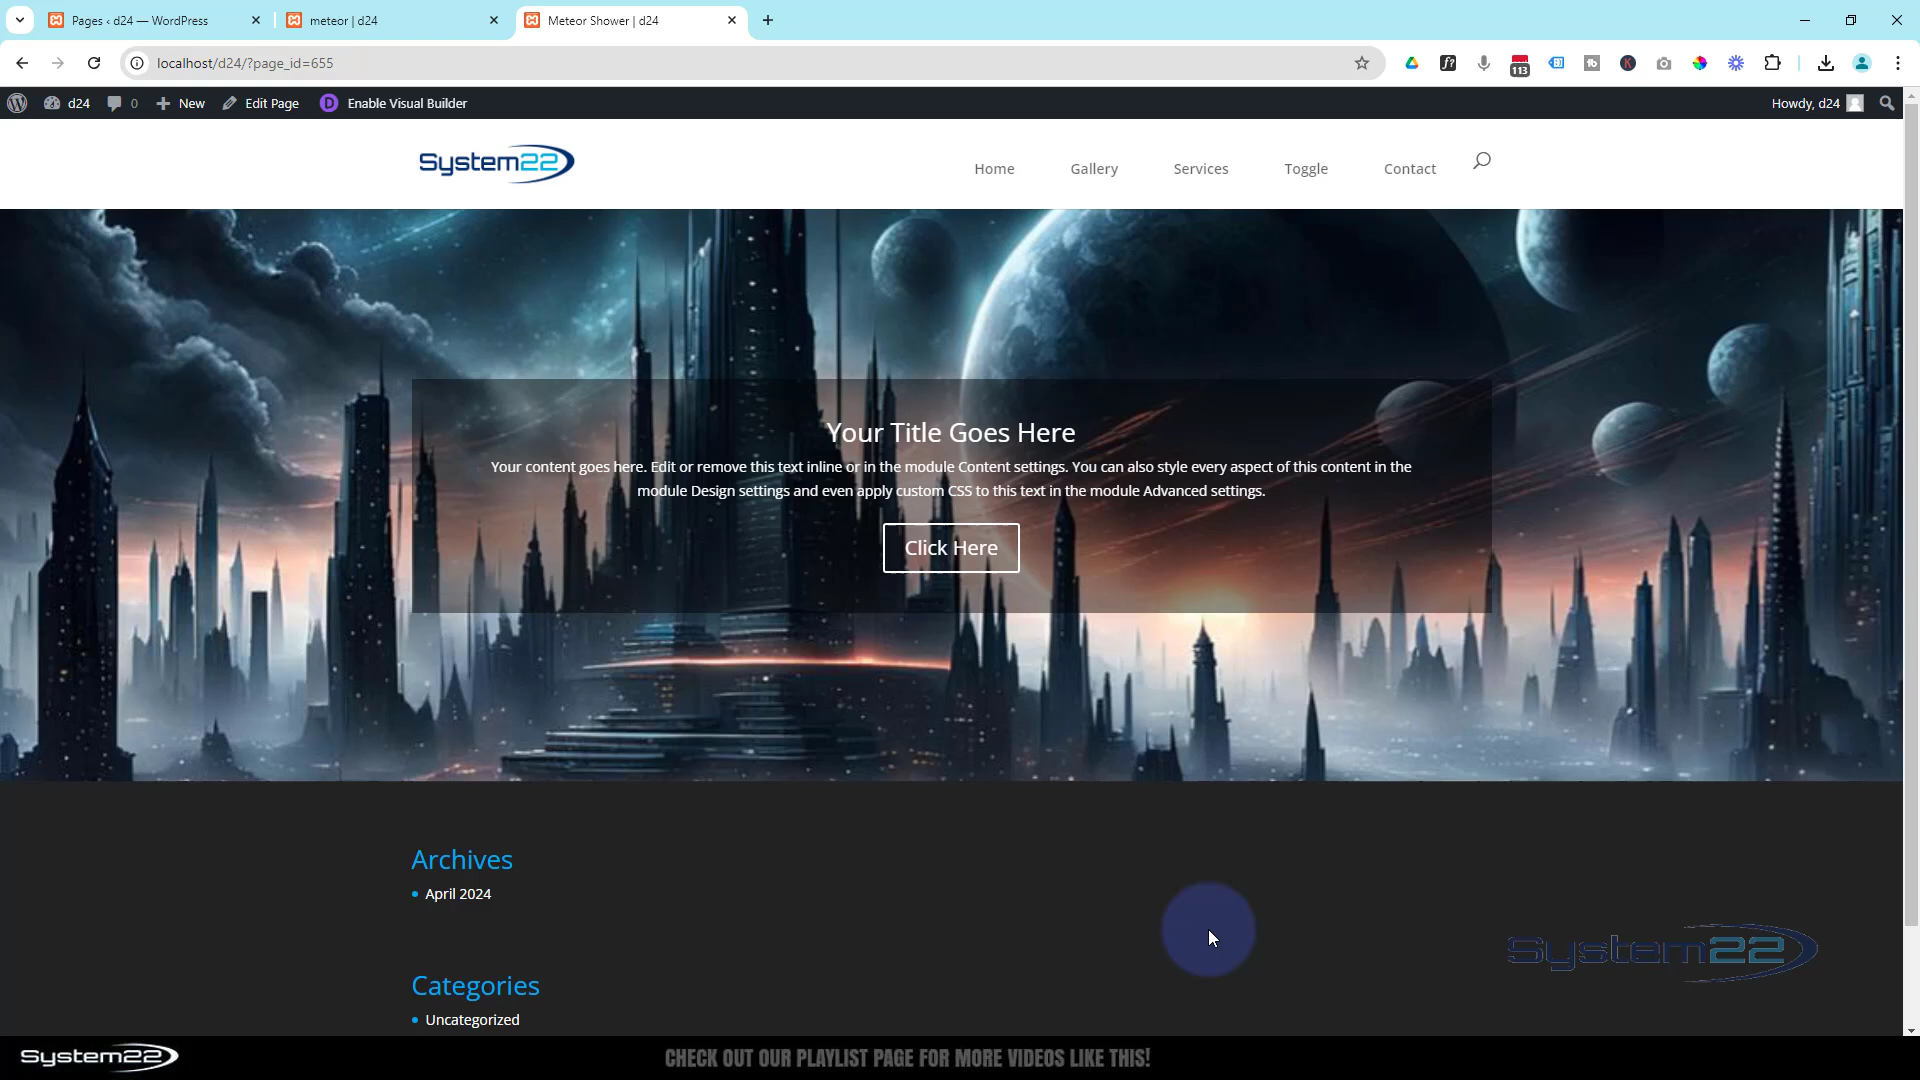 Pages ‹ d24 — WordPress
meteor | d24
Meteor Shower | d24
localhost/d24/?page_id=655
113
d24
0
New
Edit Page
Enable Visual Builder
Howdy, d24
System22
Home
Gallery
Services
Toggle
Contact
Your Title Goes Here
Your content goes here. Edit or remove this text inline or in the module Content settings. You can also style every aspect of this content in the
module Design settings and even apply custom CSS to this text in the module Advanced settings.
Click Here
Archives
April 2024
System22
Categories
Uncategorized
System22
CHECK OUT OUR PLAYLIST PAGE FOR MORE VIDEOS LIKE THIS!